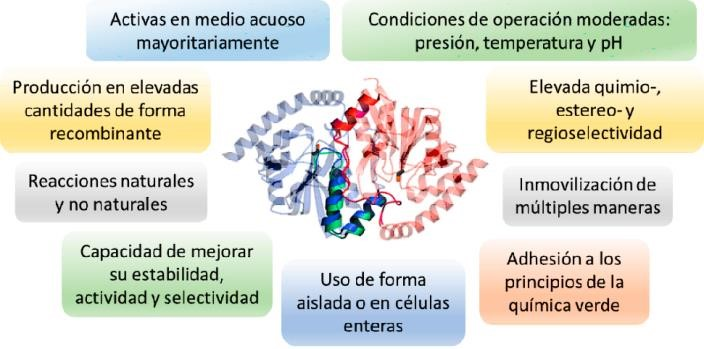 Activas en medio acuoso
mayoritariamente
Condiciones de operación moderadas:
presión, temperatura y pH
Producción en elevadas
cantidades de forma
recombinante
Elevada quimio-,
estereo- y
regioselectividad
Reacciones naturales
y no naturales
Inmovilización de
múltiples maneras
Capacidad de mejorar
su estabilidad,
actividad y selectividad
Uso de forma
aislada o en células
enteras
Adhesión a los
principios de la
química verde